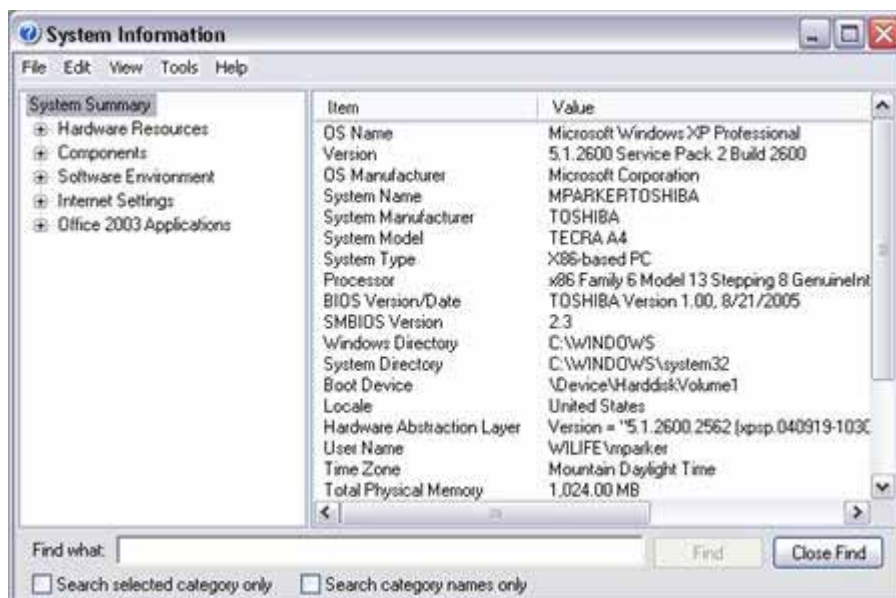 System Information
File Edit View Tools Help
System Summary
Hardware Resources
Components
Software Environment
Internet Settings
Office 2003 Applications
Item Value
OS Name Microsoft Windows XP Professional
Version 5.1.2600 Service Pack 2 Build 2600
OS Manufacturer Microsoft Corporation
System Name MPARKERTOSHIBA
System Manufacturer TOSHIBA
System Model TECRA A4
System Type X86-based PC
Processor x86 Family 6 Model 13 Stepping 8 GenuineInt
BIOS Version/Date TOSHIBA Version 1.00, 8/21/2005
SMBIOS Version 2.3
Windows Directory C:\WINDOWS
System Directory C:\WINDOWS\system32
Boot Device \Device\HarddiskVolume1
Locale United States
Hardware Abstraction Layer Version = "5.1.2600.2562 (xpsp.040919-1030
User Name WILIFE\mparker
Time Zone Mountain Daylight Time
Total Physical Memory 1,024.00 MB
Find what:
Find Close Find
Search selected category only Search category names only